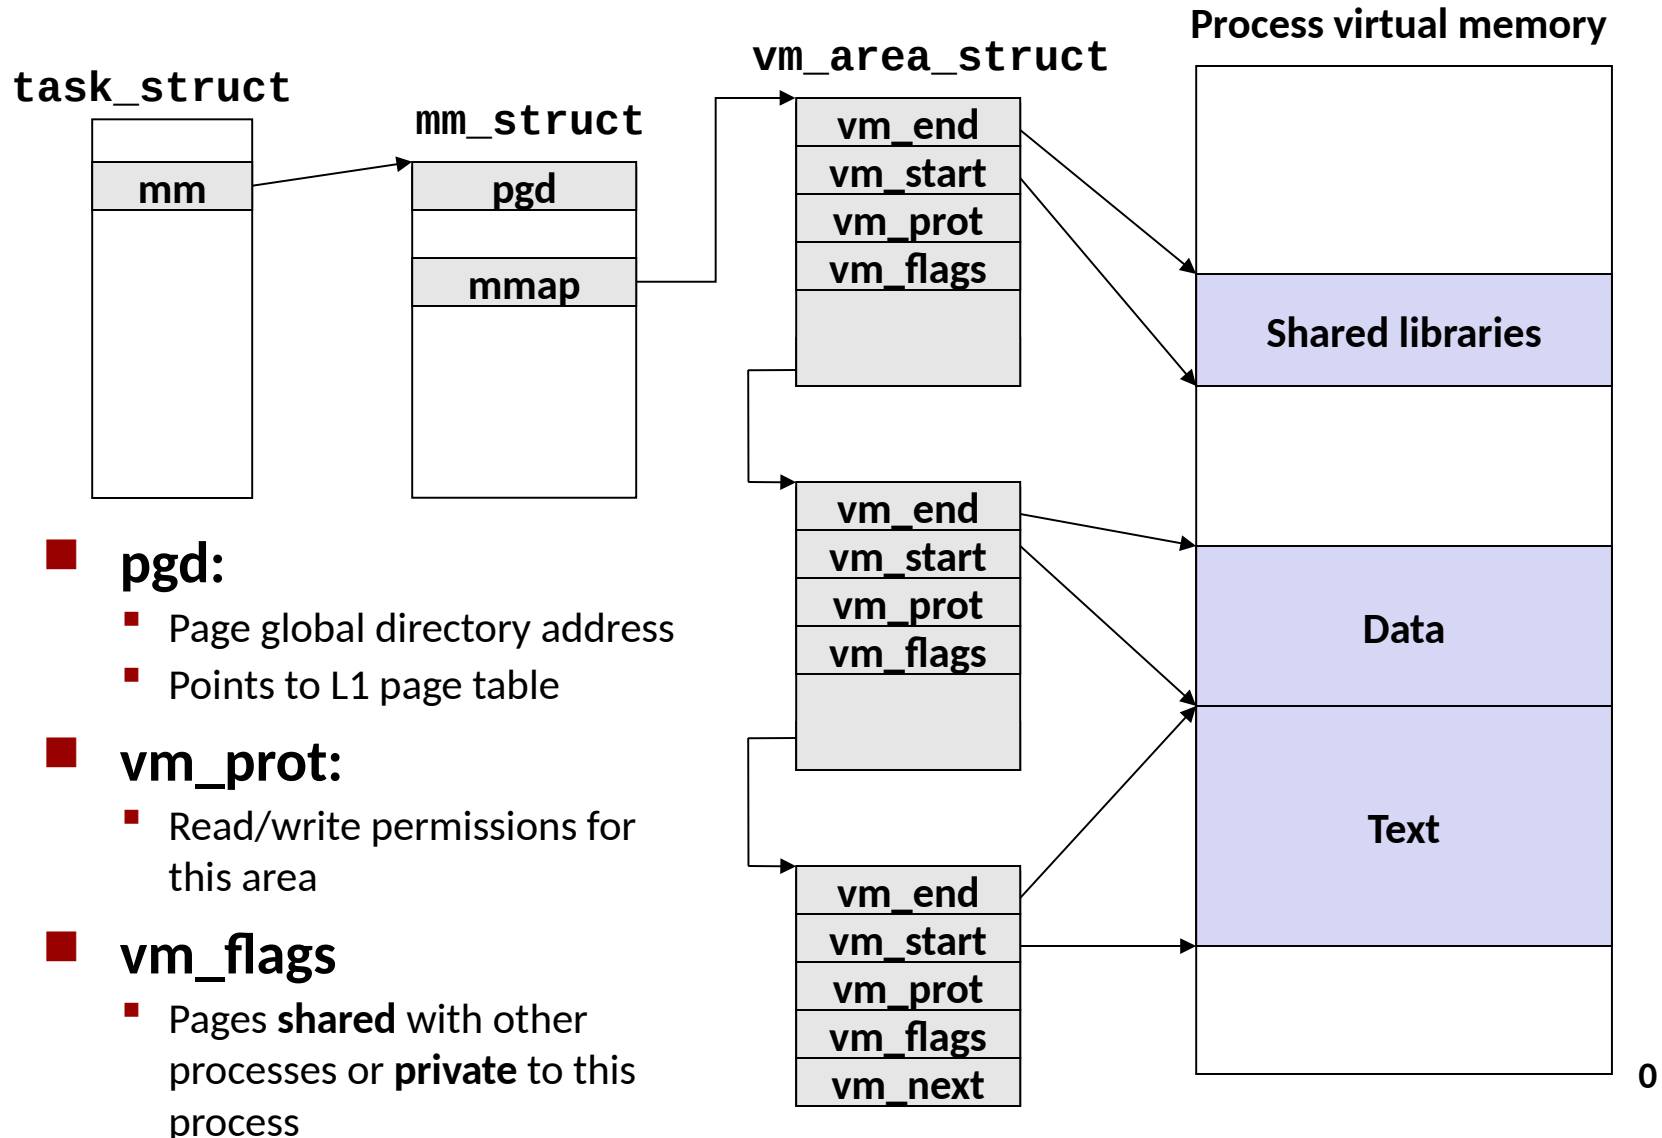 Process virtual memory
vm_area_struct
task_struct
mm_struct
mm
pgd
mmap
vm_end
vm_start
vm_prot
vm_flags
Shared libraries
vm_end
vm_start
vm_prot
vm_flags
Data
vm_end
vm_start
vm_prot
vm_flags
vm_next
Text
0
pgd:
Page global directory address
Points to L1 page table
vm_prot:
Read/write permissions for
this area
vm_flags
Pages shared with other
processes or private to this
process